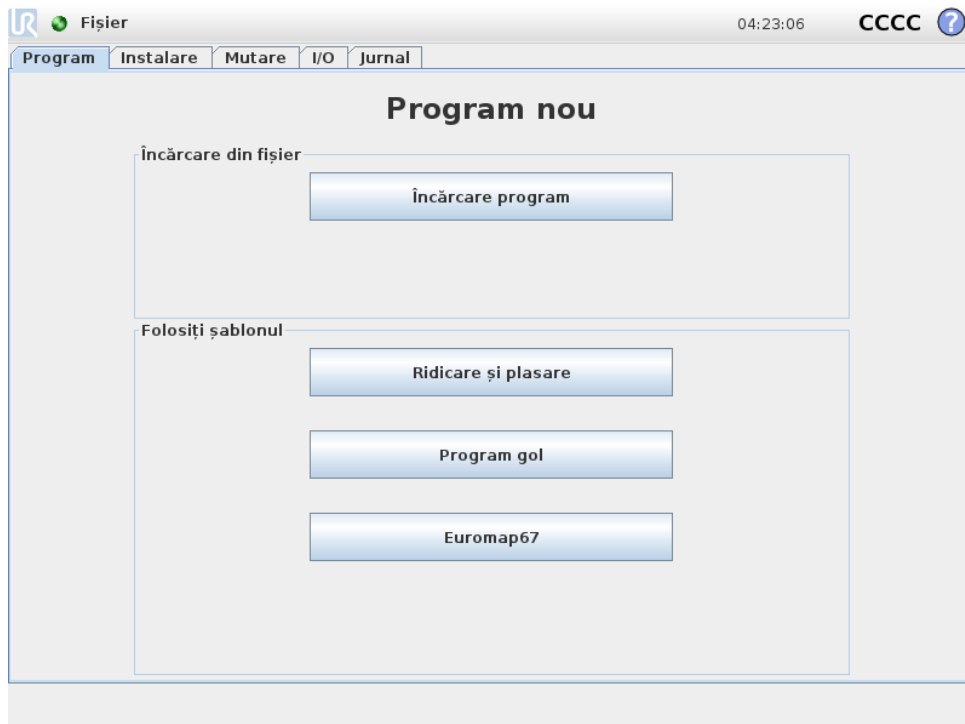 UR Fișier 04:23:06 CCCC ?
Program Instalare Mutare I/O Jurnal
Program nou
Încărcare din fișier
Încărcare program
Folosiți șablonul
Ridicare și plasare
Program gol
Euromap67